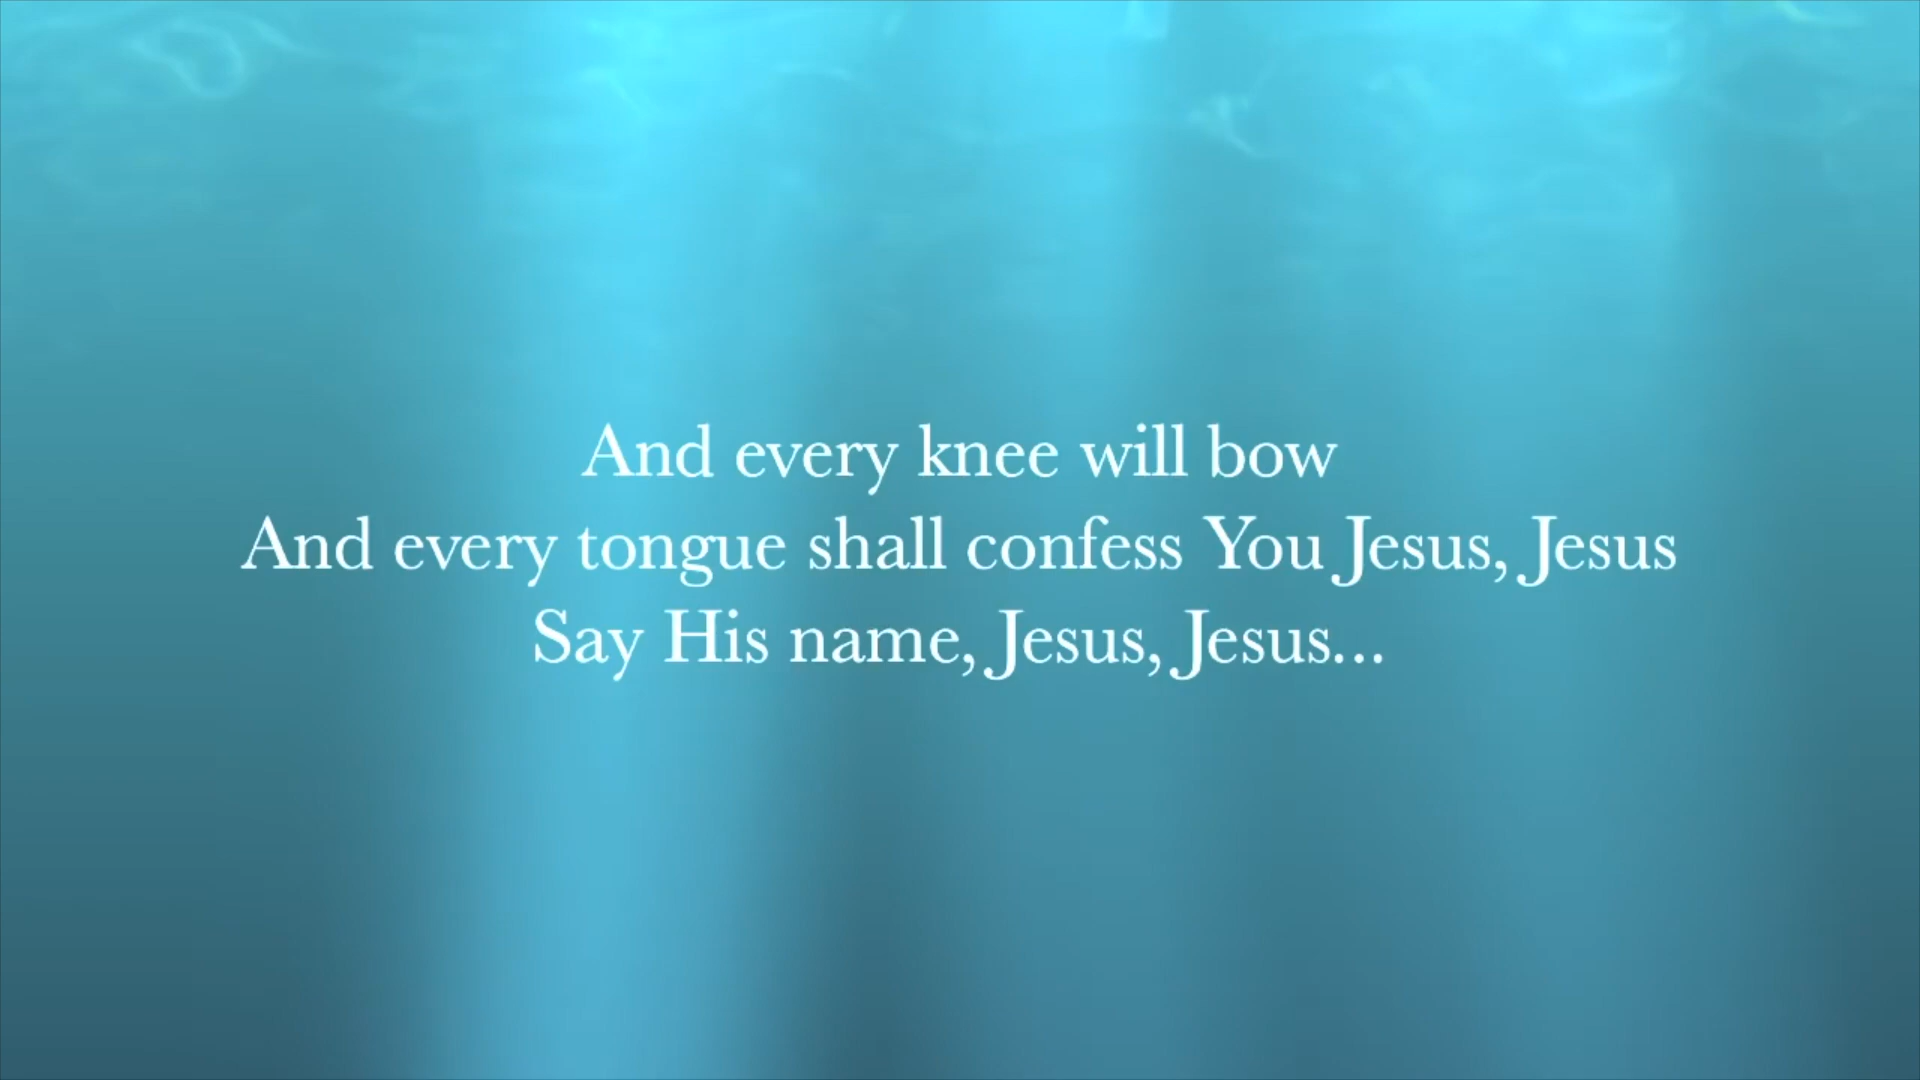 And every knee will bow
And every tongue shall confess You Jesus, Jesus
Say His name, Jesus, Jesus...